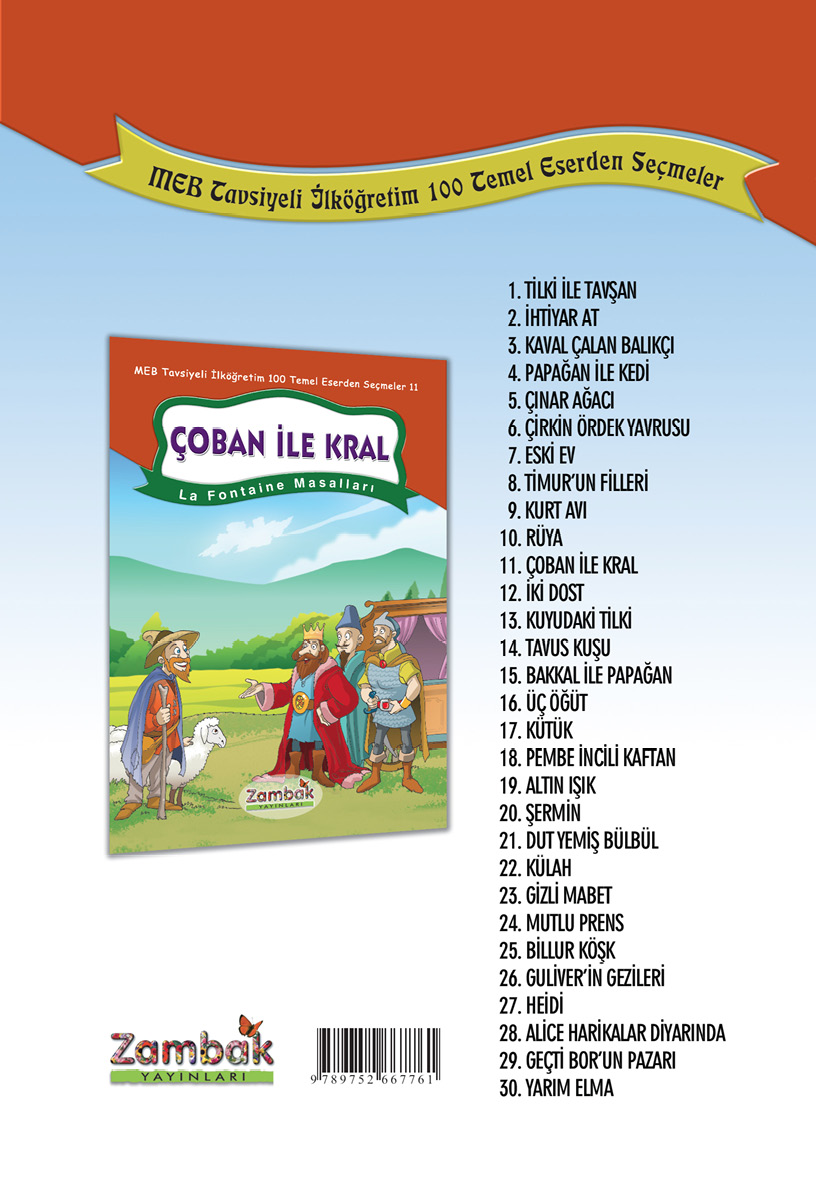 MEB Tavsiyeli İlköğretim 100 Temel Eserden Seçmeler
MEB Tavsiyeli İlköğretim 100 Temel Eserden Seçmeler 11
ÇOBAN İLE KRAL
La Fontaine Masalları
Zambak
YAYINLARI
1. TİLKİ İLE TAVŞAN
2. İHTİYAR AT
3. KAVAL ÇALAN BALIKÇI
4. PAPAĞAN İLE KEDİ
5. ÇINAR AĞACI
6. ÇİRKİN ÖRDEK YAVRUSU
7. ESKİ EV
8. TİMUR'UN FİLLERİ
9. KURT AVI
10. RÜYA
11. ÇOBAN İLE KRAL
12. İKİ DOST
13. KUYUDAKİ TİLKİ
14. TAVUS KUŞU
15. BAKKAL İLE PAPAĞAN
16. ÜÇ ÖĞÜT
17. KÜTÜK
18. PEMBE İNCİLİ KAFTAN
19. ALTIN IŞIK
20. ŞERMİN
21. DUT YEMİŞ BÜLBÜL
22. KÜLAH
23. GİZLİ MABET
24. MUTLU PRENS
25. BİLLUR KÖŞK
26. GULİVER'İN GEZİLERİ
27. HEİDİ
28. ALİCE HARİKALAR DİYARINDA
29. GEÇTİ BOR'UN PAZARI
30. YARIM ELMA
Zambak
YAYINLARI
9 789752 667761